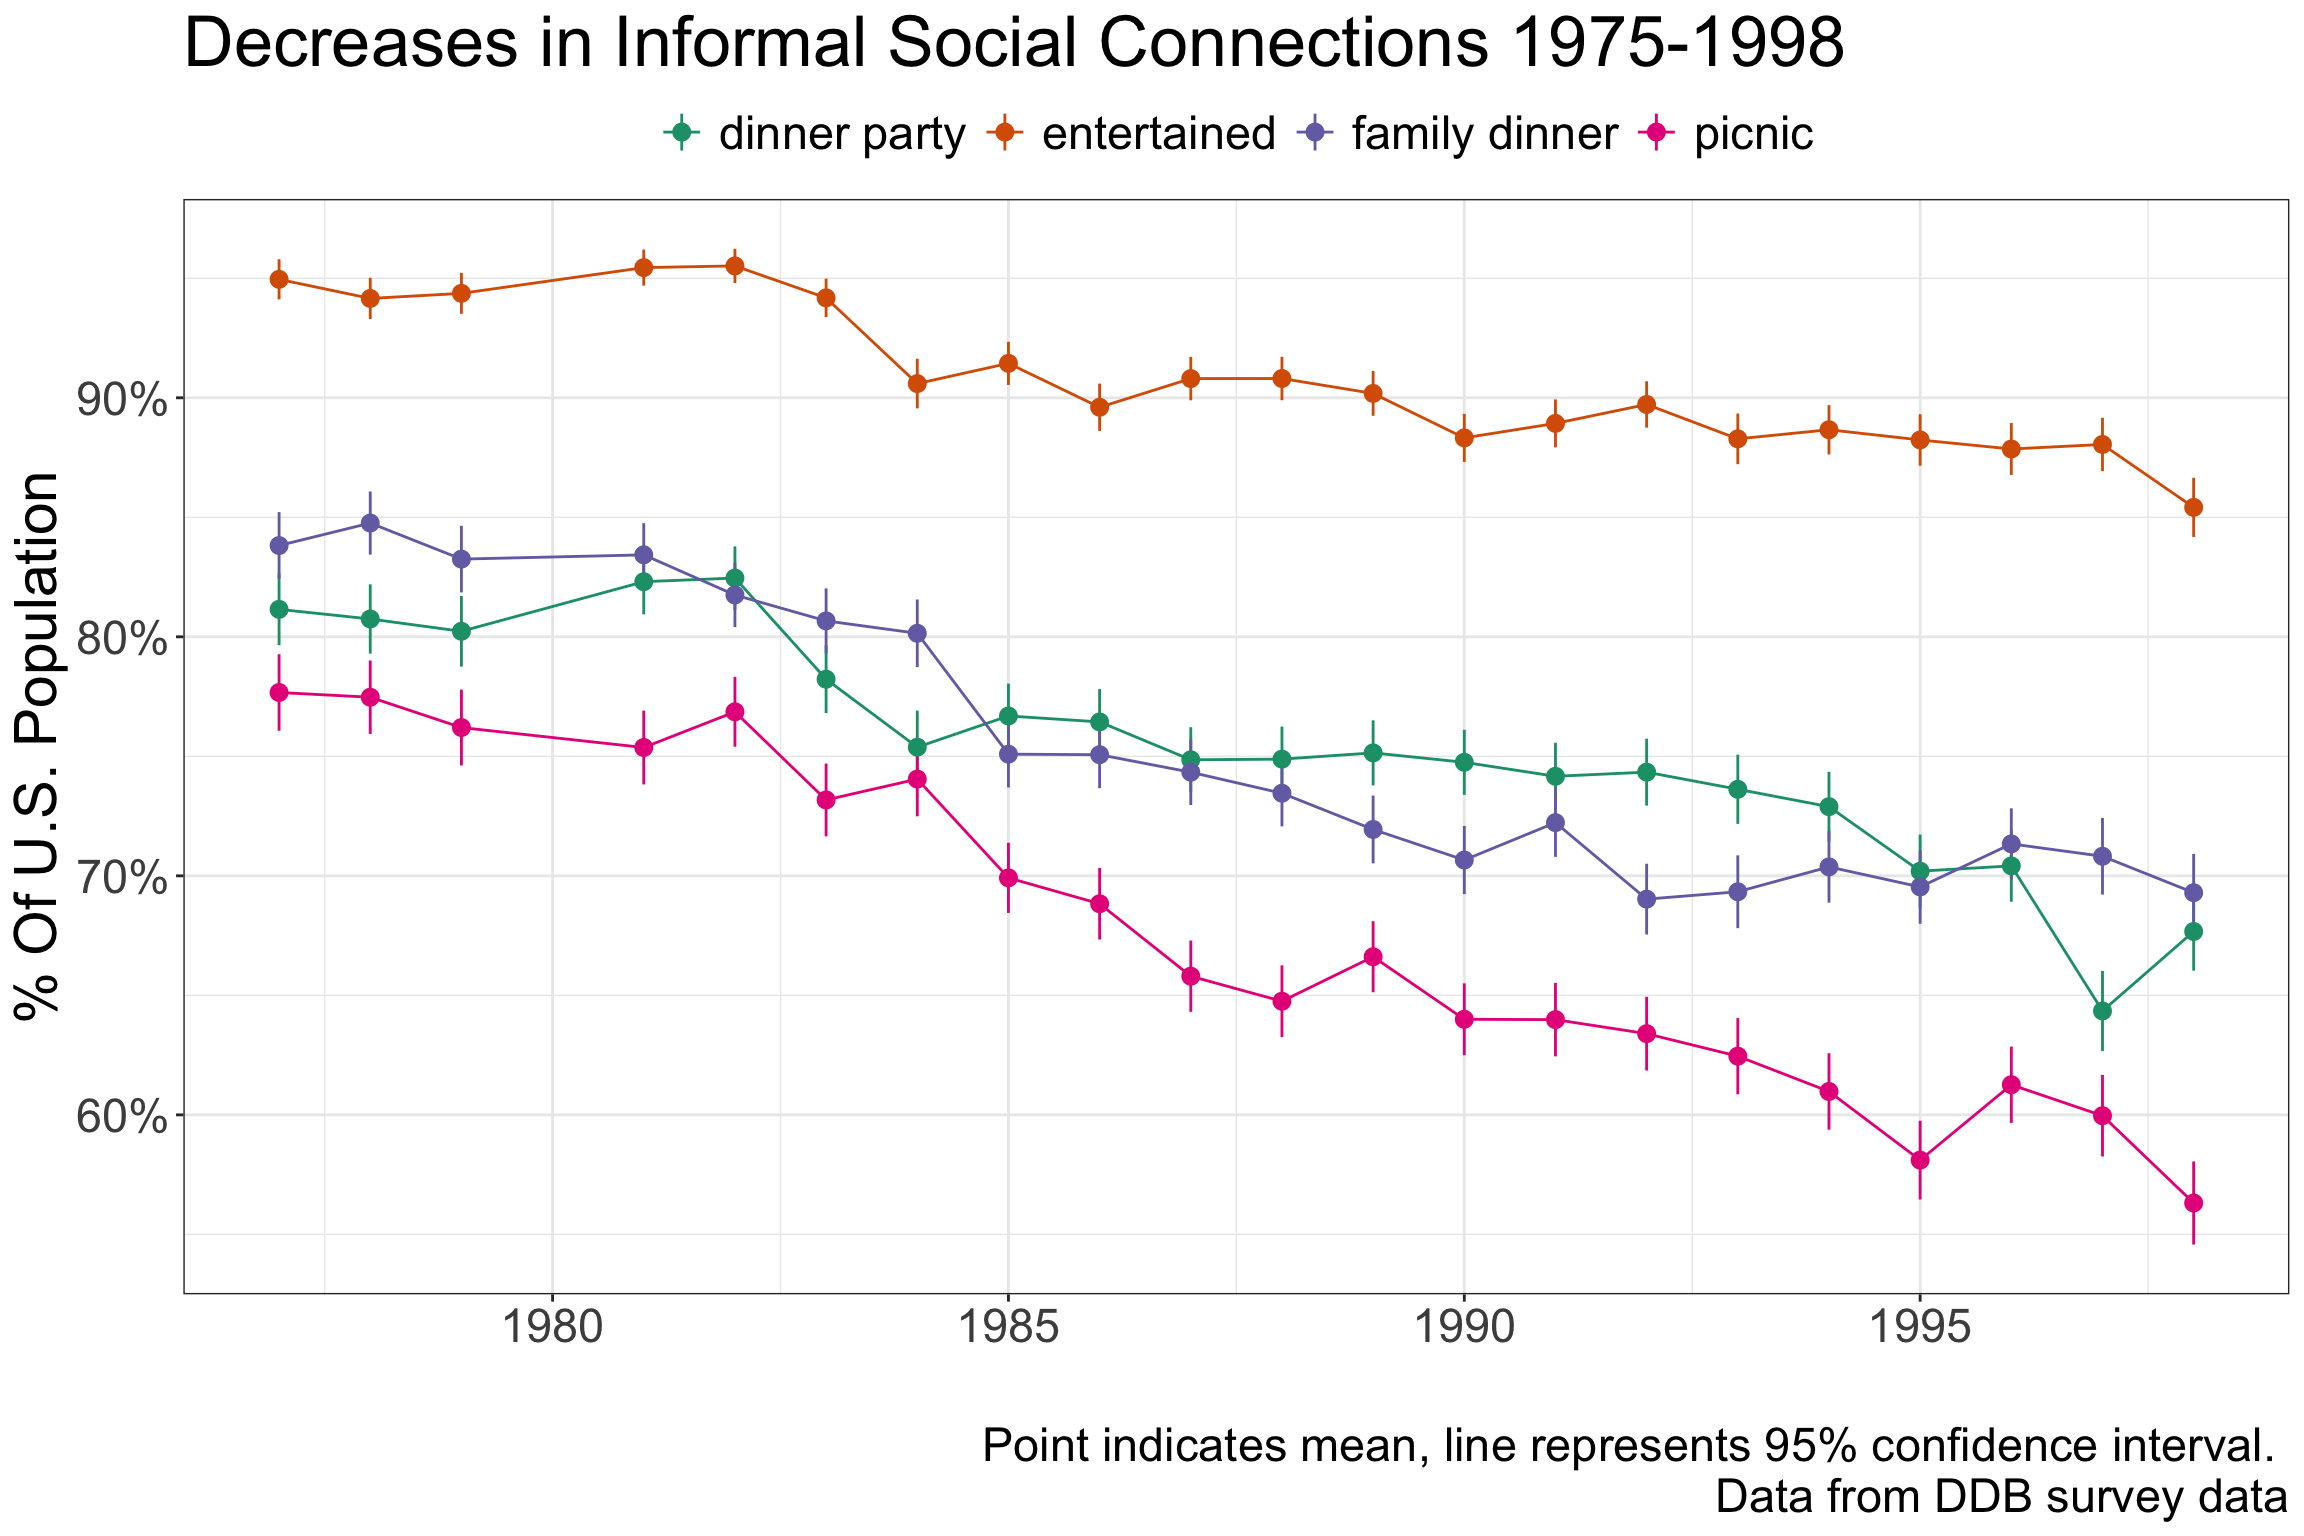 Decreases in Informal Social Connections 1975-1998
dinner party entertained family dinner picnic
% Of U.S. Population
90%
80%
70%
60%
1980 1985 1990 1995
Point indicates mean, line represents 95% confidence interval.
Data from DDB survey data